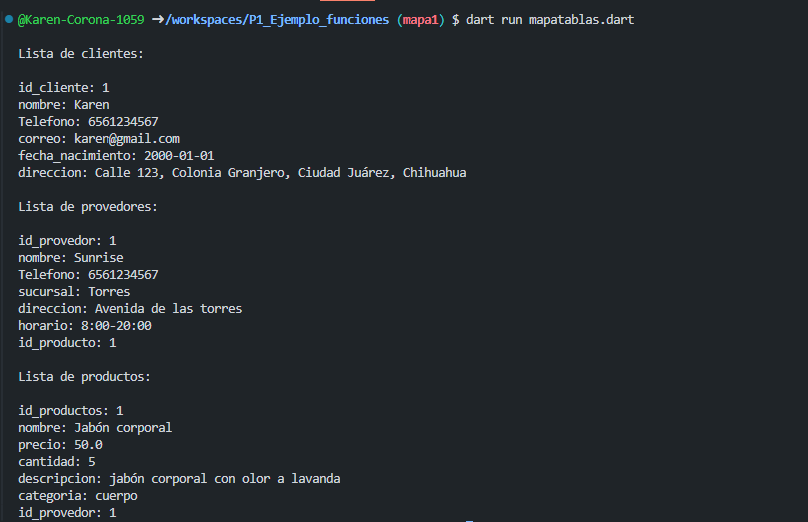 @Karen-Corona-1059 ➜/workspaces/P1_Ejemplo_funciones (mapa1) $ dart run mapatablas.dart
Lista de clientes:
id_cliente: 1
nombre: Karen
Telefono: 6561234567
correo: karen@gmail.com
fecha_nacimiento: 2000-01-01
direccion: Calle 123, Colonia Granjero, Ciudad Juárez, Chihuahua
Lista de provedores:
id_provedor: 1
nombre: Sunrise
Telefono: 6561234567
sucursal: Torres
direccion: Avenida de las torres
horario: 8:00-20:00
id_producto: 1
Lista de productos:
id_productos: 1
nombre: Jabón corporal
precio: 50.0
cantidad: 5
descripcion: jabón corporal con olor a lavanda
categoria: cuerpo
id_provedor: 1